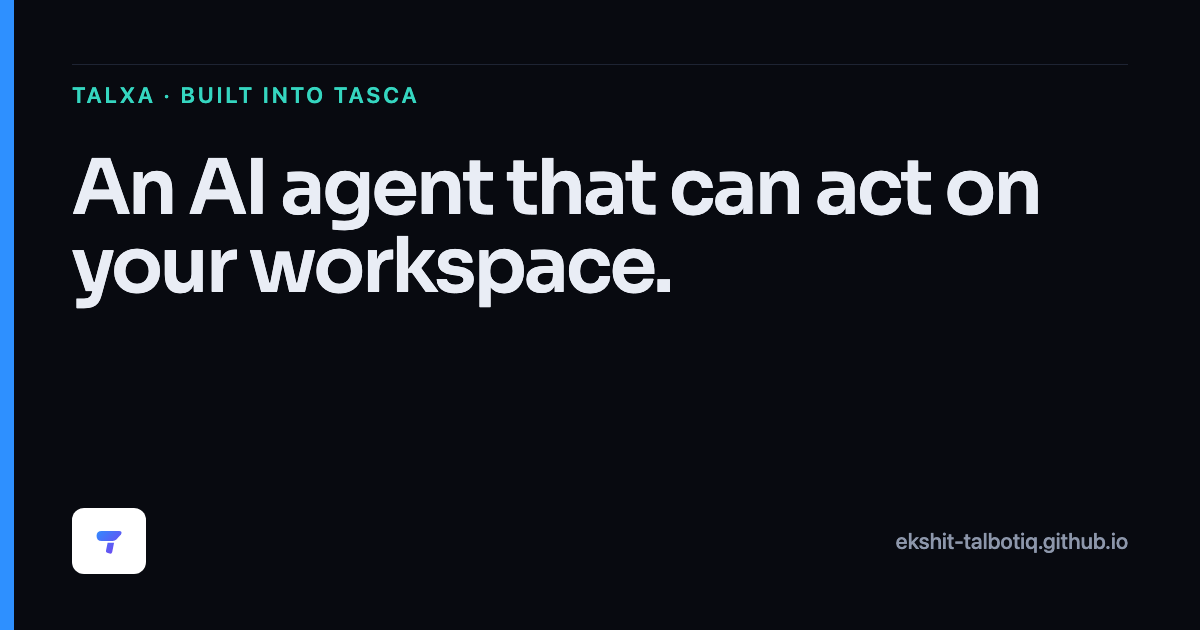 TALXA · BUILT INTO TASCA
An AI agent that can act on
your workspace.
ekshit-talbotiq.github.io